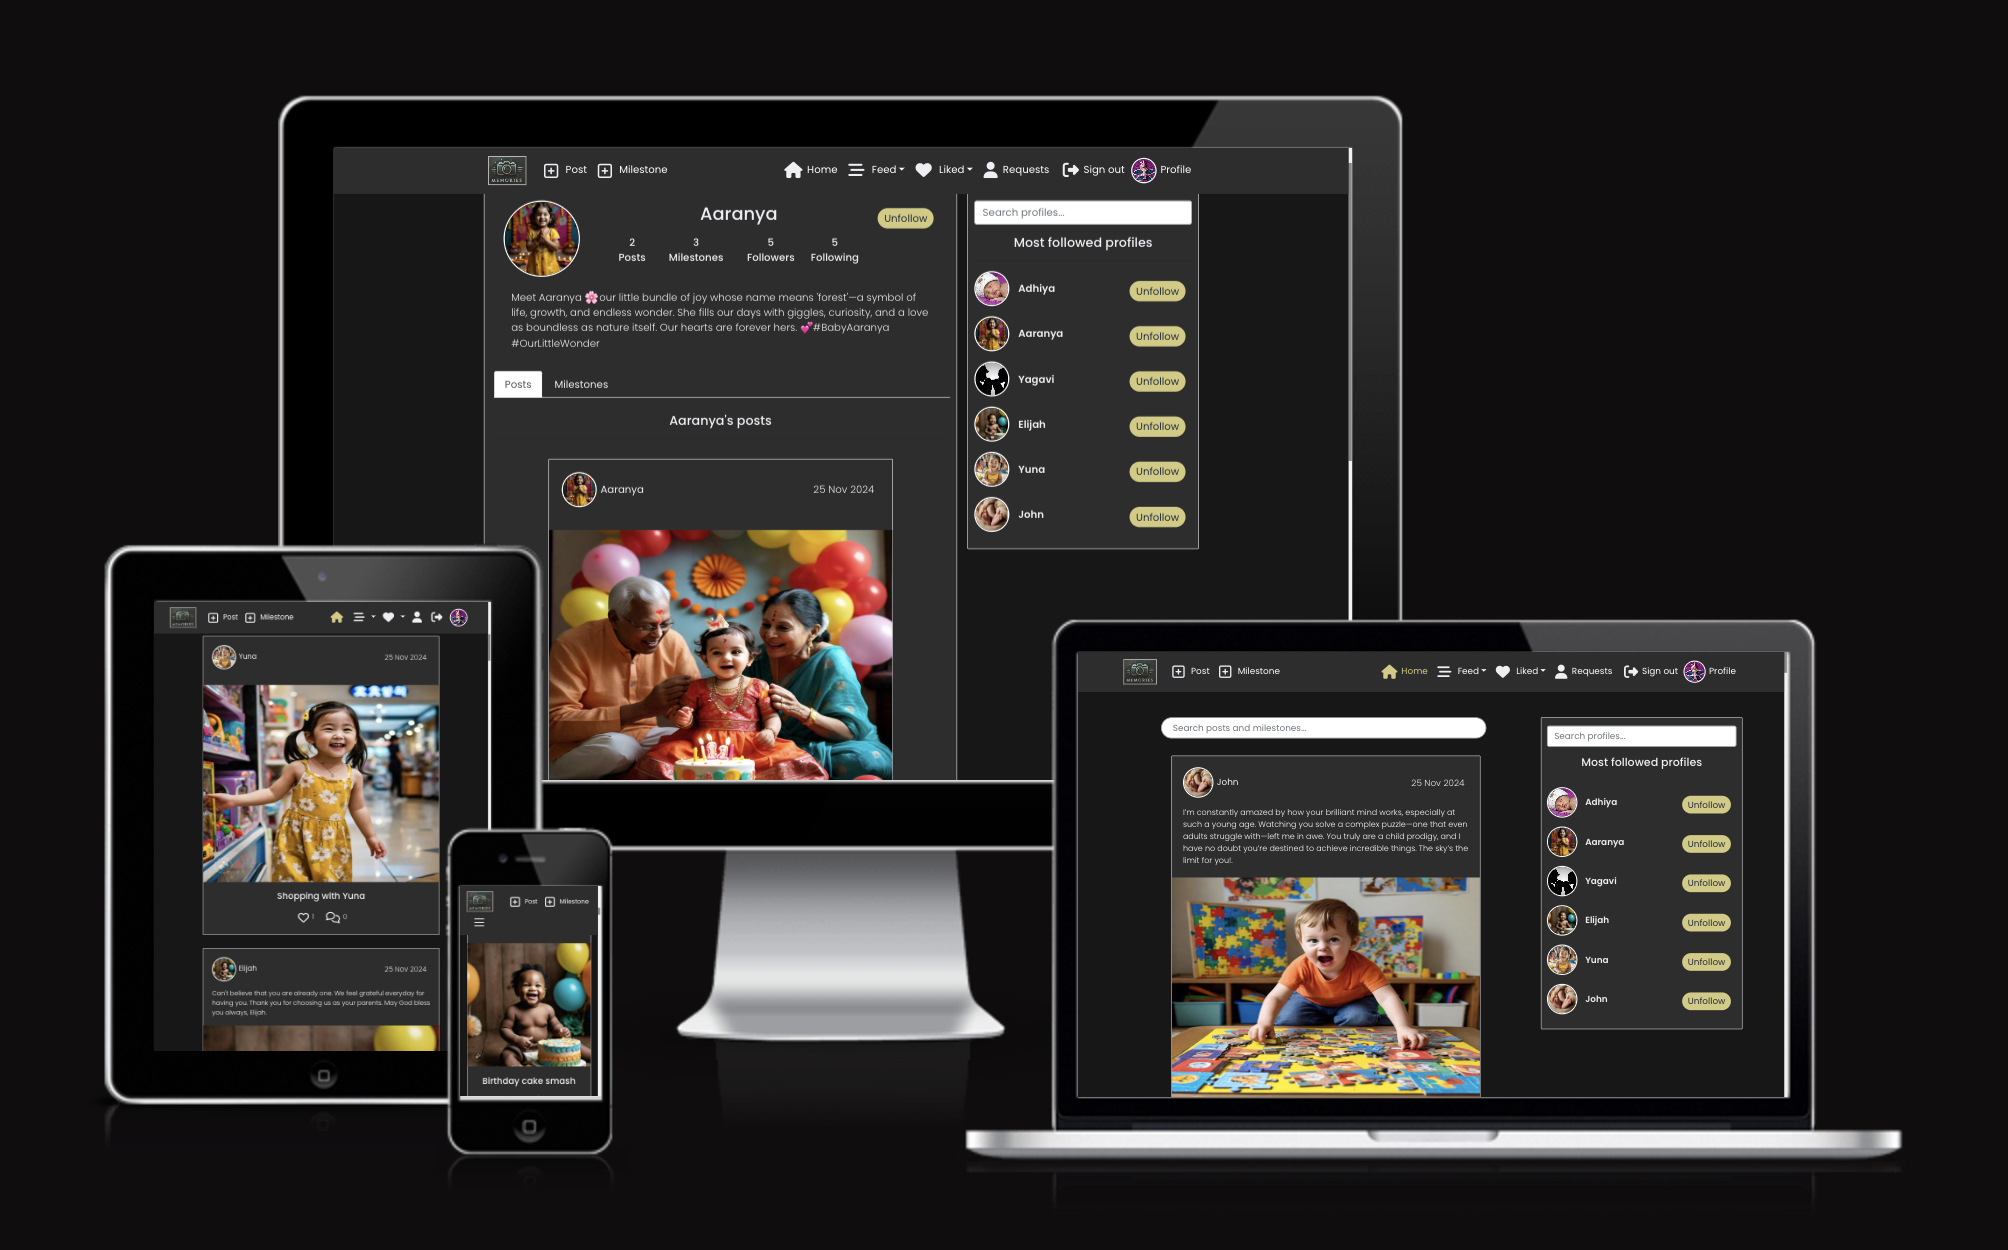 MEMORIES
Post
Milestone
Home
Feed
Liked
Requests
Sign out
Profile
Aaranya
Unfollow
2
3
5
5
Posts
Milestones
Followers
Following
Meet Aaranya 🌸our little bundle of joy whose name means 'forest'—a symbol of
life, growth, and endless wonder. She fills our days with giggles, curiosity, and a love
as boundless as nature itself. Our hearts are forever hers. 💕#BabyAaranya
#OurLittleWonder
Posts
Milestones
Aaranya's posts
Aaranya
25 Nov 2024
Search profiles...
Most followed profiles
Adhiya
Unfollow
Aaranya
Unfollow
Yagavi
Unfollow
Elijah
Unfollow
Yuna
Unfollow
John
Unfollow
Post
Milestone
Yuna
25 Nov 2024
Shopping with Yuna
1
0
Elijah
25 Nov 2024
Can't believe that you are already one. We feel grateful everyday for
having you. Thank you for choosing us as your parents. May God bless
you always, Elijah.
Post
Milestone
Birthday cake smash
MEMORIES
Post
Milestone
Home
Feed
Liked
Requests
Sign out
Profile
Search posts and milestones...
John
25 Nov 2024
I'm constantly amazed by how your brilliant mind works, especially at
such a young age. Watching you solve a complex puzzle—one that even
adults struggle with—left me in awe. You truly are a child prodigy, and I
have no doubt you're destined to achieve incredible things. The sky's the
limit for you!.
Search profiles...
Most followed profiles
Adhiya
Unfollow
Aaranya
Unfollow
Yagavi
Unfollow
Elijah
Unfollow
Yuna
Unfollow
John
Unfollow